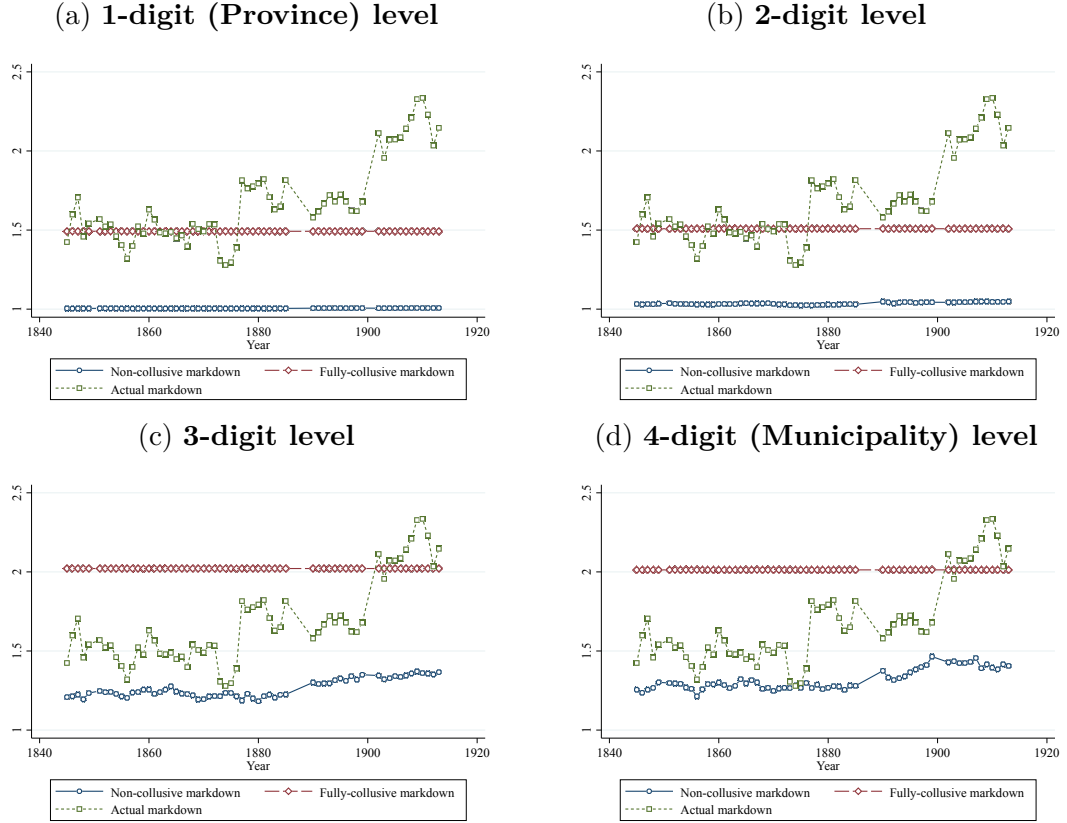 (a) 1-digit (Province) level
2.5
2
1.5
1
1840
1860
1880
1900
1920
Year
Non-collusive markdown
Fully-collusive markdown
Actual markdown
(b) 2-digit level
2.5
2
1.5
1
1840
1860
1880
1900
1920
Year
Non-collusive markdown
Fully-collusive markdown
Actual markdown
(c) 3-digit level
2.5
2
1.5
1
1840
1860
1880
1900
1920
Year
Non-collusive markdown
Fully-collusive markdown
Actual markdown
(d) 4-digit (Municipality) level
2.5
2
1.5
1
1840
1860
1880
1900
1920
Year
Non-collusive markdown
Fully-collusive markdown
Actual markdown